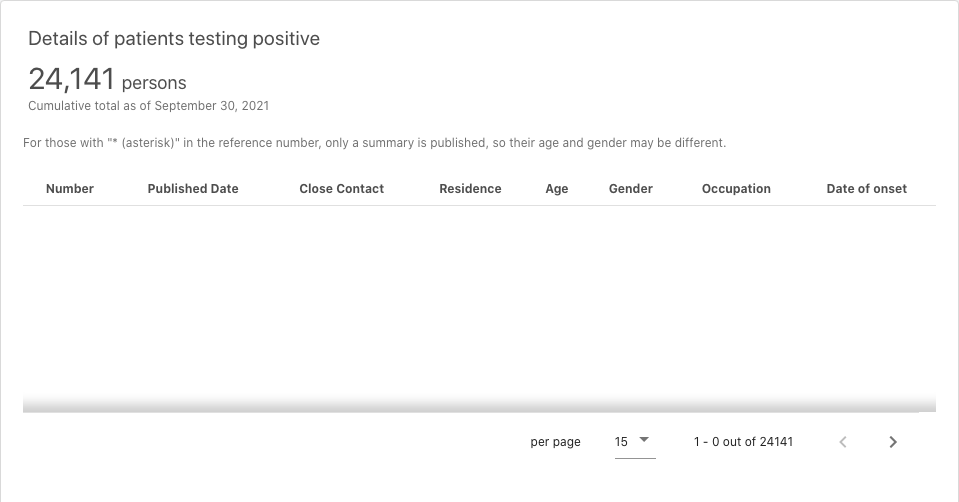 Details of patients testing positive
24,141 persons
Cumulative total as of September 30, 2021
For those with "* (asterisk)" in the reference number, only a summary is published, so their age and gender may be different.
Number Published Date Close Contact Residence Age Gender Occupation Date of onset
per page 15 1 - 0 out of 24141